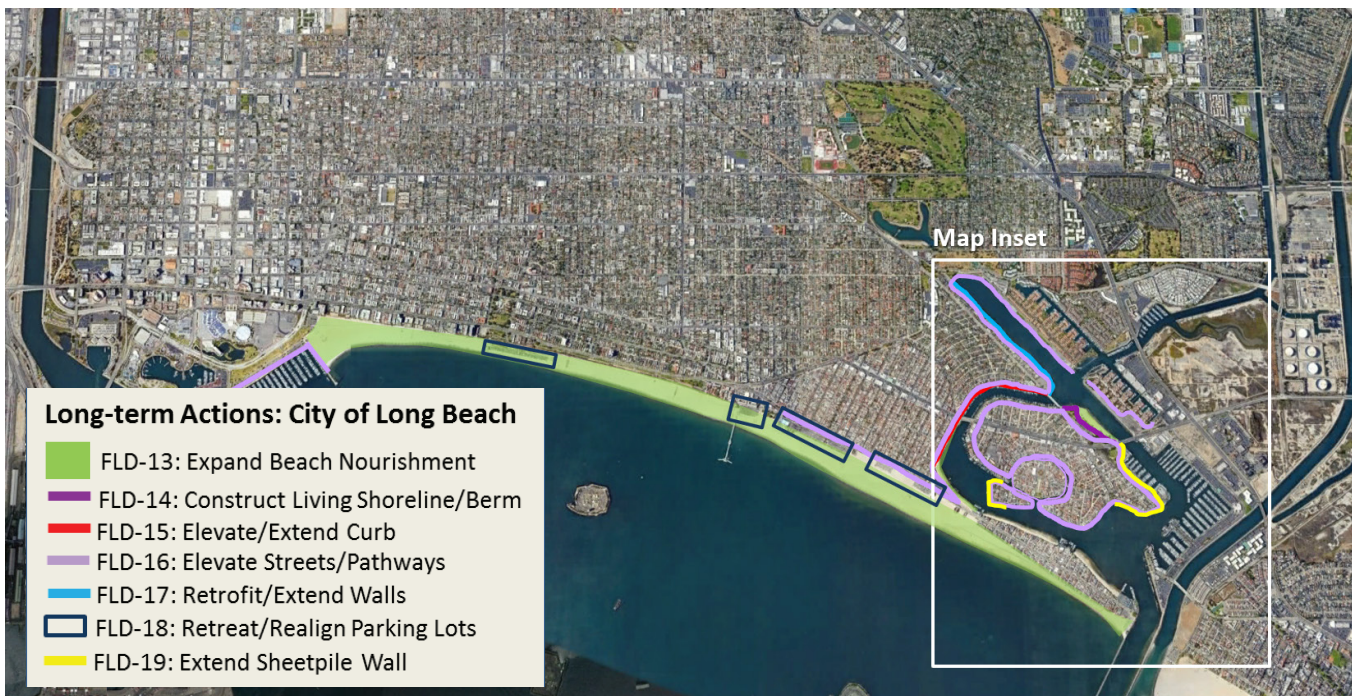 Map Inset
Long-term Actions: City of Long Beach
FLD-13: Expand Beach Nourishment
FLD-14: Construct Living Shoreline/Berm
FLD-15: Elevate/Extend Curb
FLD-16: Elevate Streets/Pathways
FLD-17: Retrofit/Extend Walls
FLD-18: Retreat/Realign Parking Lots
FLD-19: Extend Sheetpile Wall